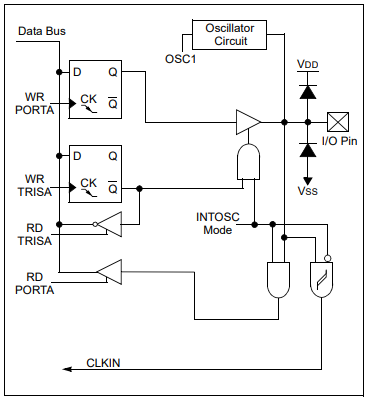 Data Bus
Oscillator
Circuit
OSC1
VDD
D Q
WR
PORTA
CK Q
I/O Pin
D Q
WR
TRISA
CK Q
VSS
INTOSC
Mode
RD
TRISA
RD
PORTA
CLKIN